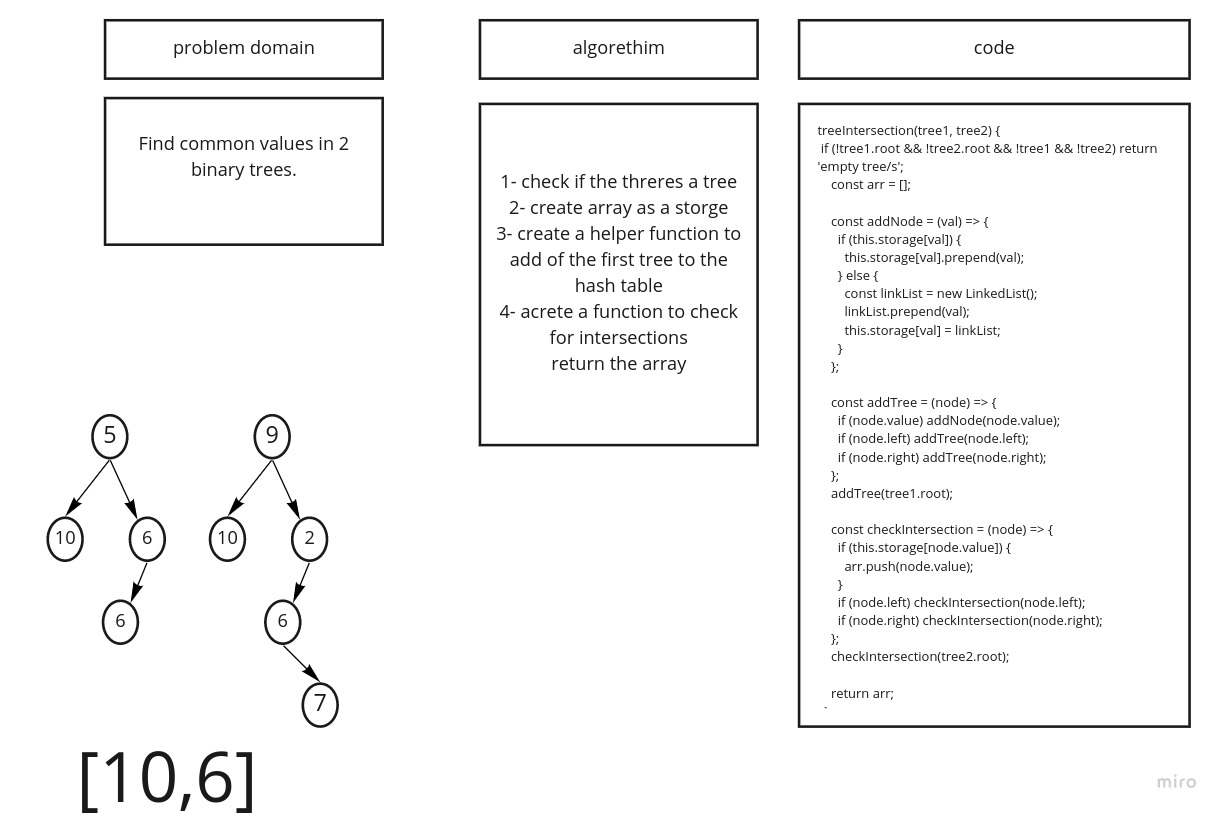 problem domain
Find common values in 2
binary trees.
5
10
6
6
9
10
2
6
7
[10,6]
algorethim
1- check if the threres a tree
2- create array as a storge
3- create a helper function to
add of the first tree to the
hash table
4- acrete a function to check
for intersections
return the array
code
treeIntersection(tree1, tree2) {
if (!tree1.root && !tree2.root && !tree1 && !tree2) return
'empty tree/s';
const arr = [];
const addNode = (val) => {
if (this.storage[val]) {
this.storage[val].prepend(val);
} else {
const linkList = new LinkedList();
linkList.prepend(val);
this.storage[val] = linkList;
}
};
const addTree = (node) => {
if (node.value) addNode(node.value);
if (node.left) addTree(node.left);
if (node.right) addTree(node.right);
};
addTree(tree1.root);
const checkIntersection = (node) => {
if (this.storage[node.value]) {
arr.push(node.value);
}
if (node.left) checkIntersection(node.left);
if (node.right) checkIntersection(node.right);
};
checkIntersection(tree2.root);
return arr;
miro